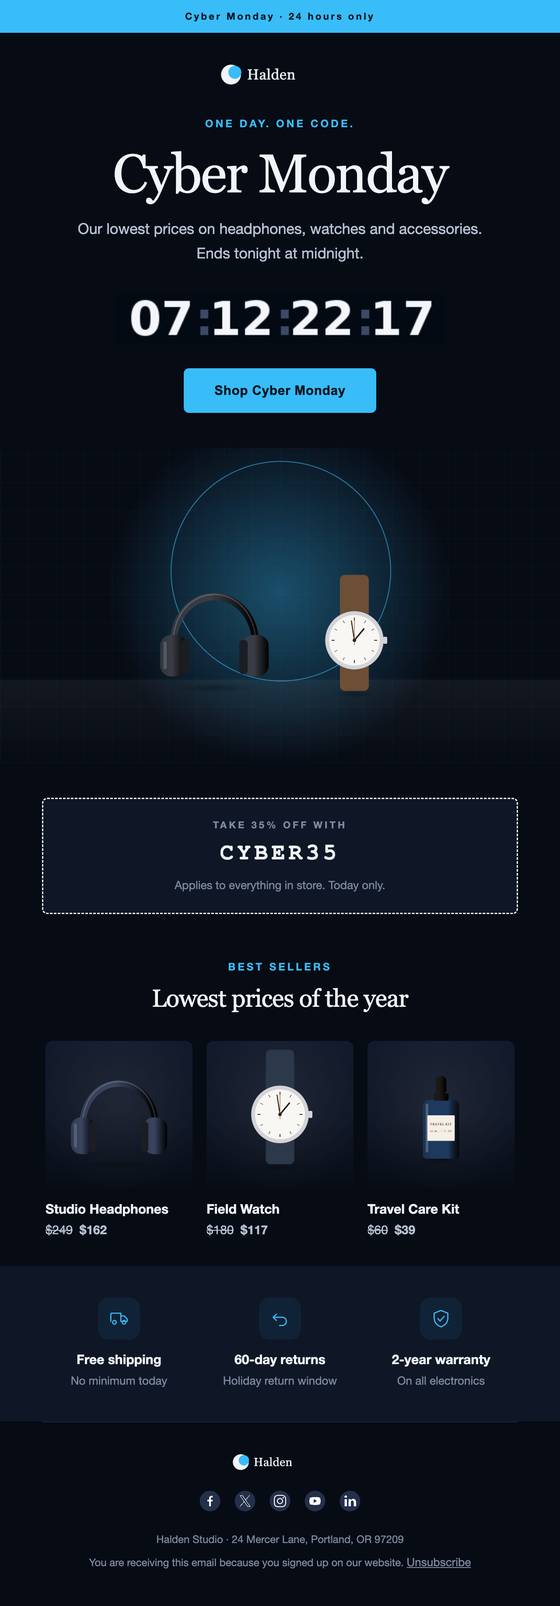 Cyber Monday · 24 hours only
Halden
ONE DAY. ONE CODE.
Cyber Monday
Our lowest prices on headphones, watches and accessories.
Ends tonight at midnight.
07:12:22:17
Shop Cyber Monday
TAKE 35% OFF WITH
CYBER35
Applies to everything in store. Today only.
BEST SELLERS
Lowest prices of the year
TRAVEL KIT
Studio Headphones
$249 $162
Field Watch
$180 $117
Travel Care Kit
$60 $39
Free shipping
No minimum today
60-day returns
Holiday return window
2-year warranty
On all electronics
Halden
Halden Studio · 24 Mercer Lane, Portland, OR 97209
You are receiving this email because you signed up on our website. Unsubscribe